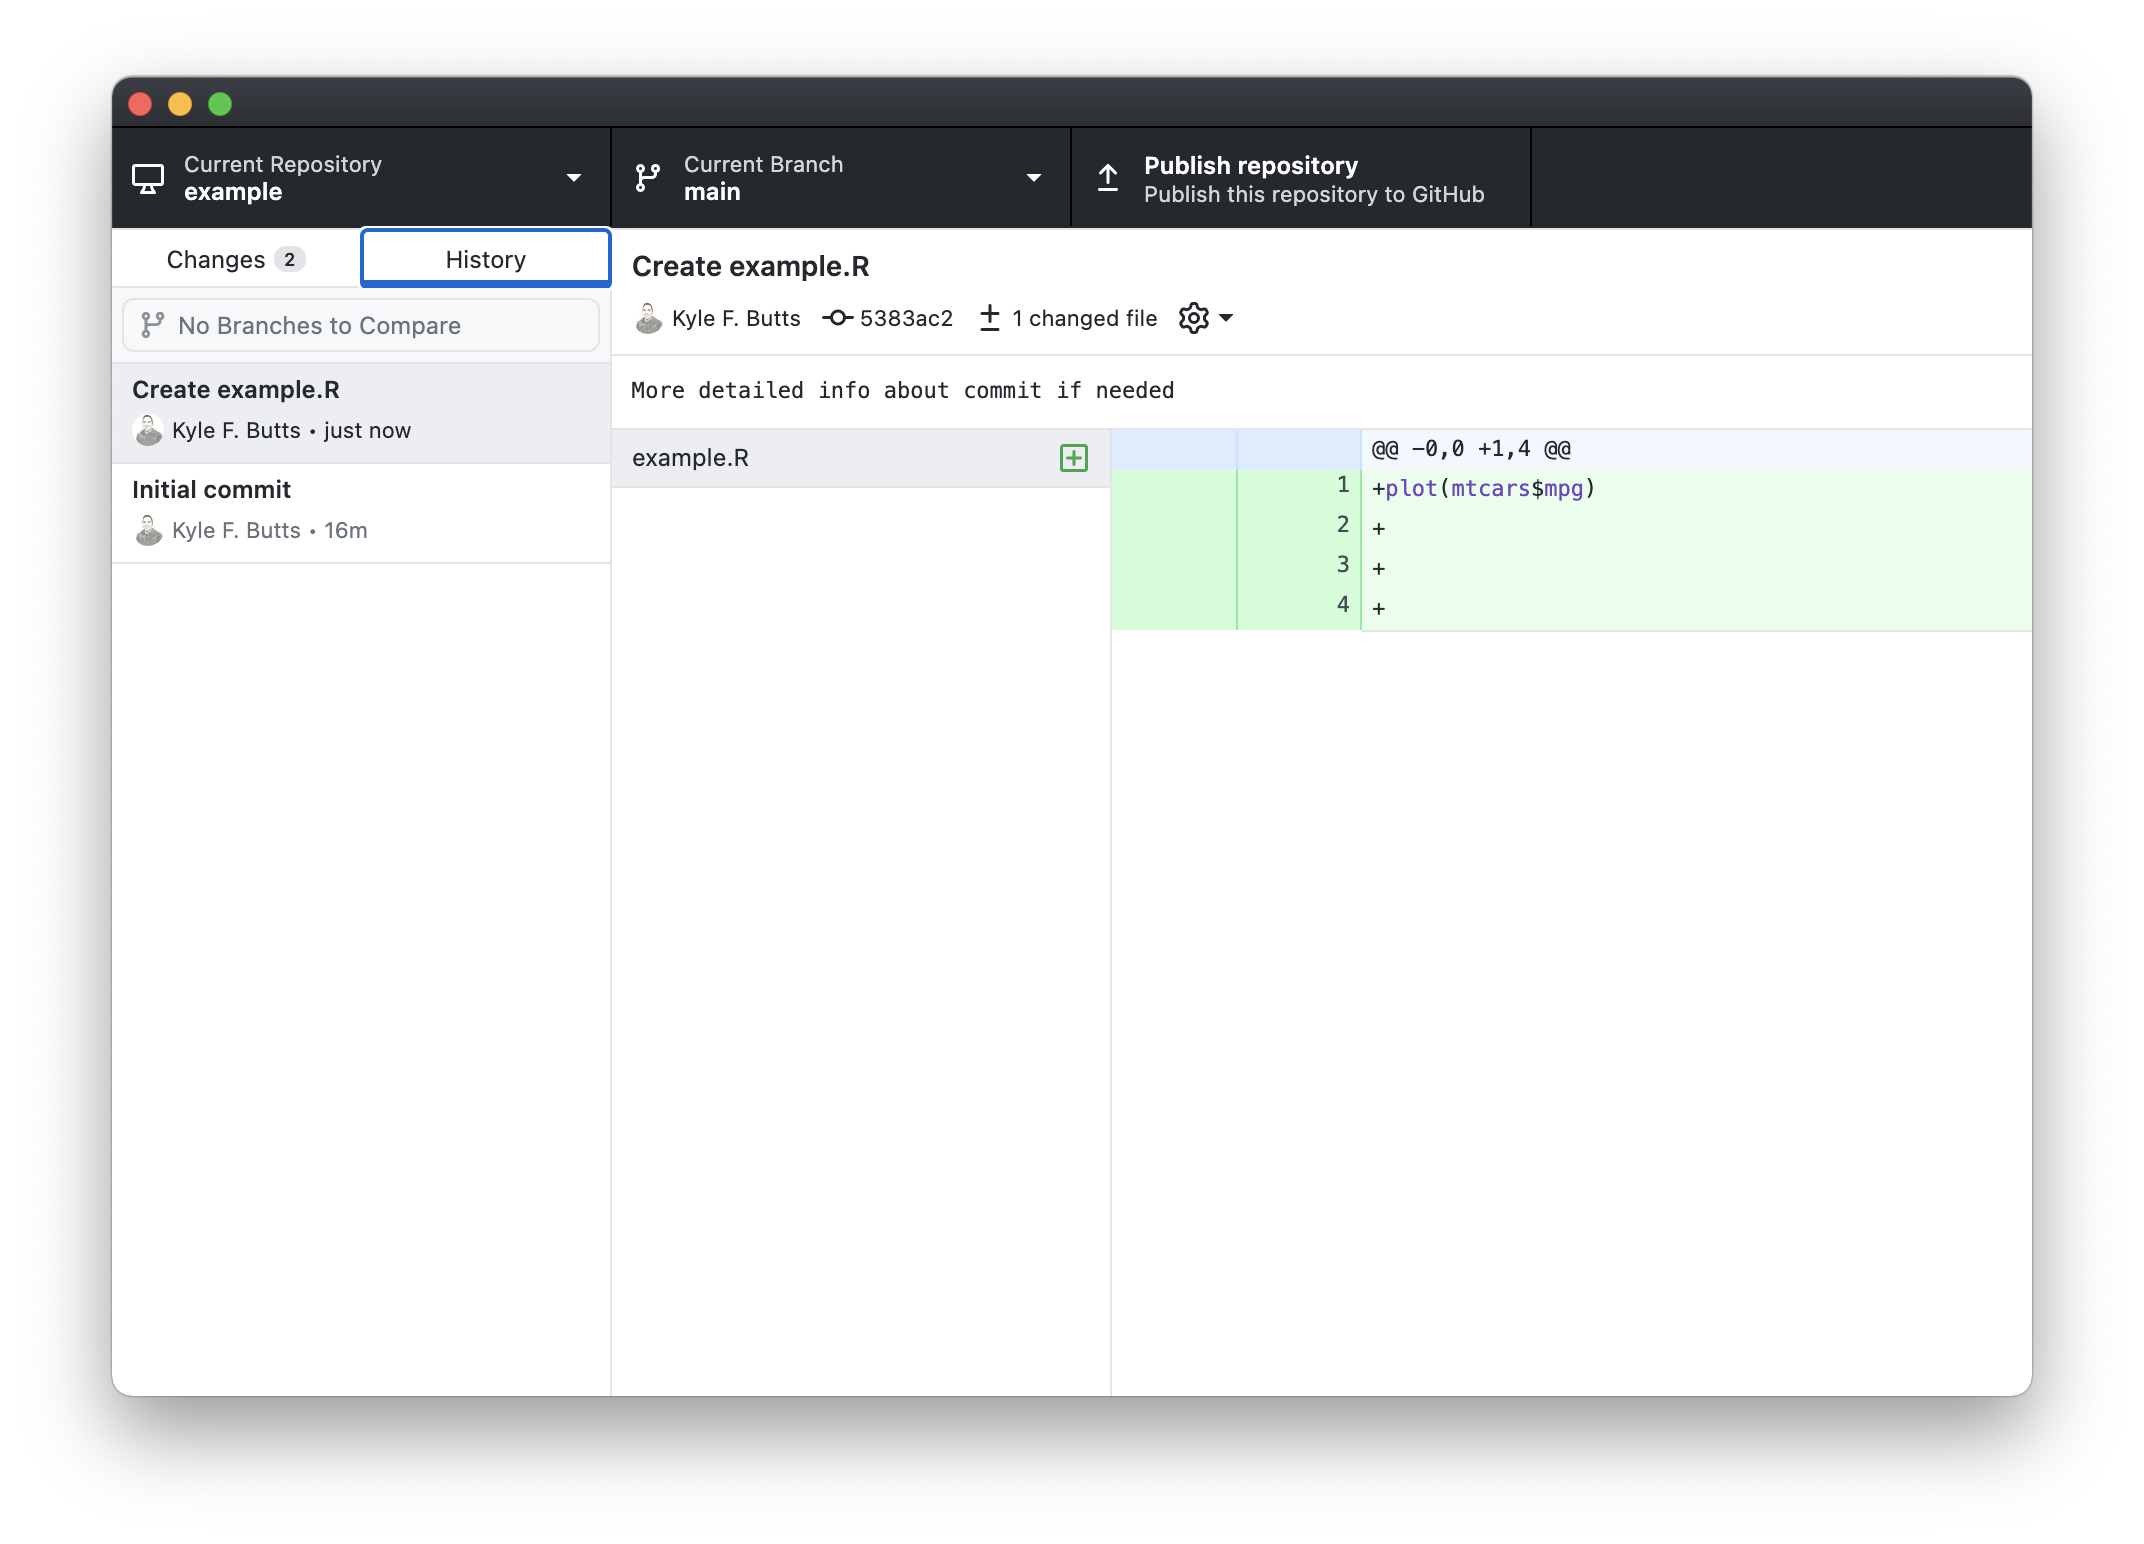 Current Repository
example
Current Branch
main
Publish repository
Publish this repository to GitHub
Changes 2
History
No Branches to Compare
Create example.R
Kyle F. Butts • just now
Initial commit
Kyle F. Butts • 16m
Create example.R
Kyle F. Butts 5383ac2 1 changed file
More detailed info about commit if needed
example.R
@@ -0,0 +1,4 @@
1 +plot(mtcars$mpg)
2 +
3 +
4 +